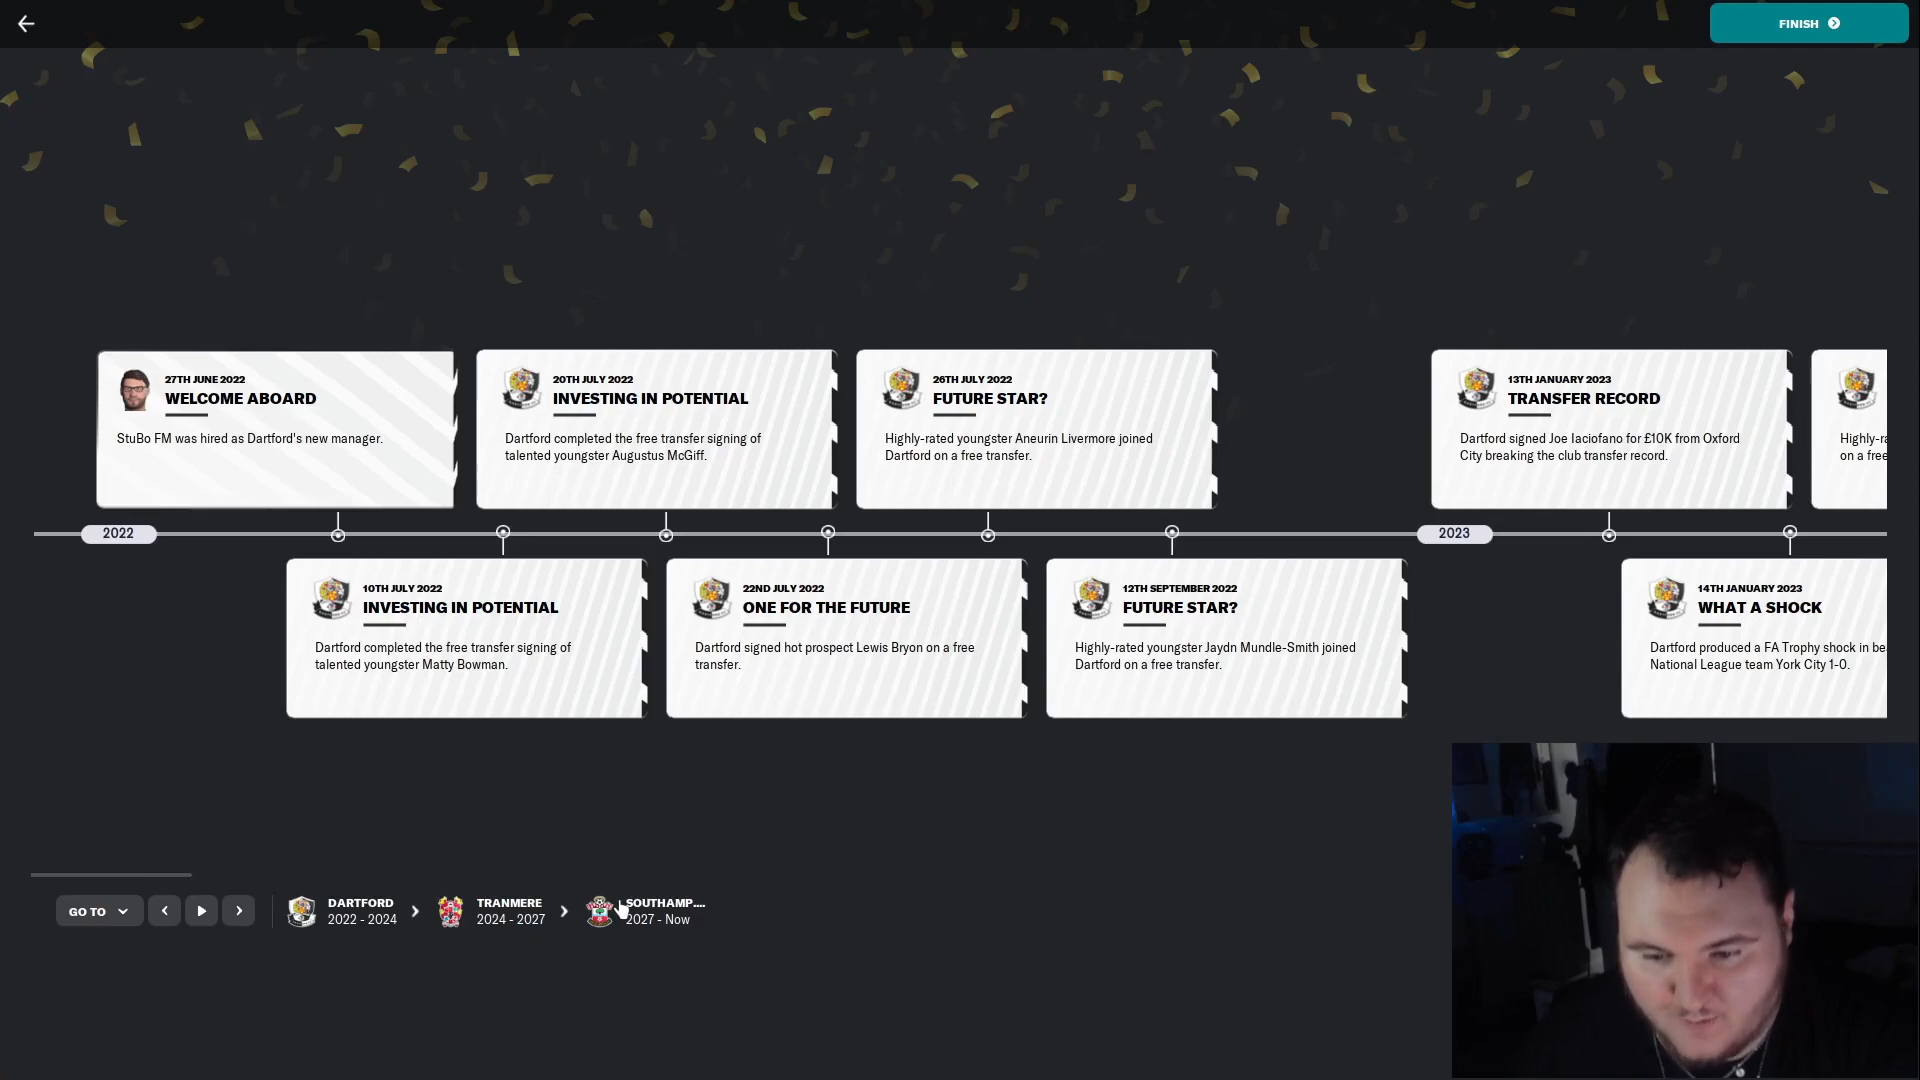 FINISH
27TH JUNE 2022
WELCOME ABOARD
StuBo FM was hired as Dartford's new manager.
20TH JULY 2022
INVESTING IN POTENTIAL
Dartford completed the free transfer signing of
talented youngster Augustus McGiff.
26TH JULY 2022
FUTURE STAR?
Highly-rated youngster Aneurin Livermore joined
Dartford on a free transfer.
13TH JANUARY 2023
TRANSFER RECORD
Dartford signed Joe Iaciofano for £10K from Oxford
City breaking the club transfer record.
on a free
2022
2023
10TH JULY 2022
INVESTING IN POTENTIAL
Dartford completed the free transfer signing of
talented youngster Matty Bowman.
22ND JULY 2022
ONE FOR THE FUTURE
Dartford signed hot prospect Lewis Bryon on a free
transfer.
12TH SEPTEMBER 2022
FUTURE STAR?
Highly-rated youngster Jaydn Mundle-Smith joined
Dartford on a free transfer.
14TH JANUARY 2023
WHAT A SHOCK
Dartford produced a FA Trophy shock in be
National League team York City 1-0.
GO TO
DARTFORD
2022 - 2024
TRANMERE
2024 - 2027
SOUTHAMP....
2027 - Now